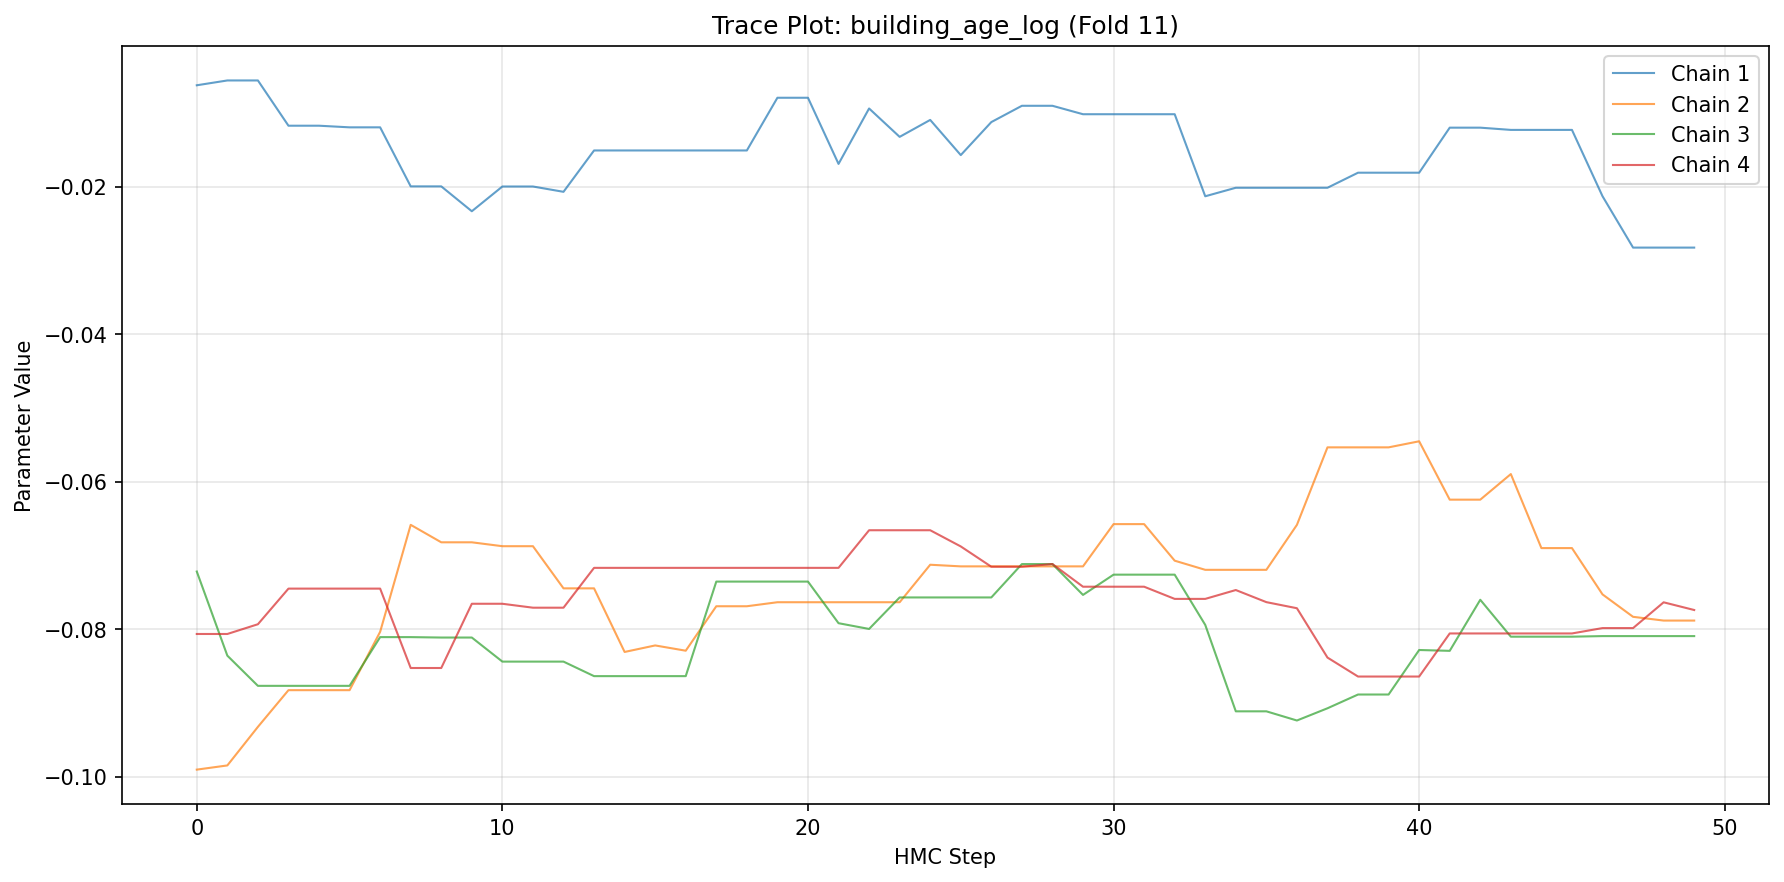 Trace Plot: building_age_log (Fold 11)
Chain 1
Chain 2
Chain 3
Chain 4
−0.02
−0.04
−0.06
−0.08
−0.10
Parameter Value
0
10
20
30
40
50
HMC Step